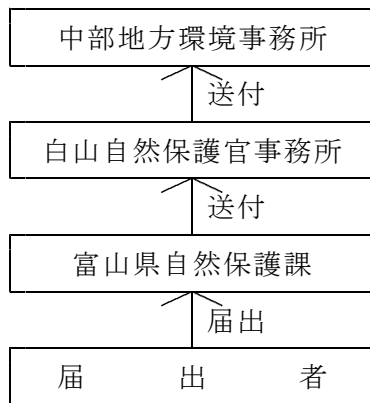 中部地方環境事務所
送付
白山自然保護官事務所
送付
富山県自然保護課
届出
届出者